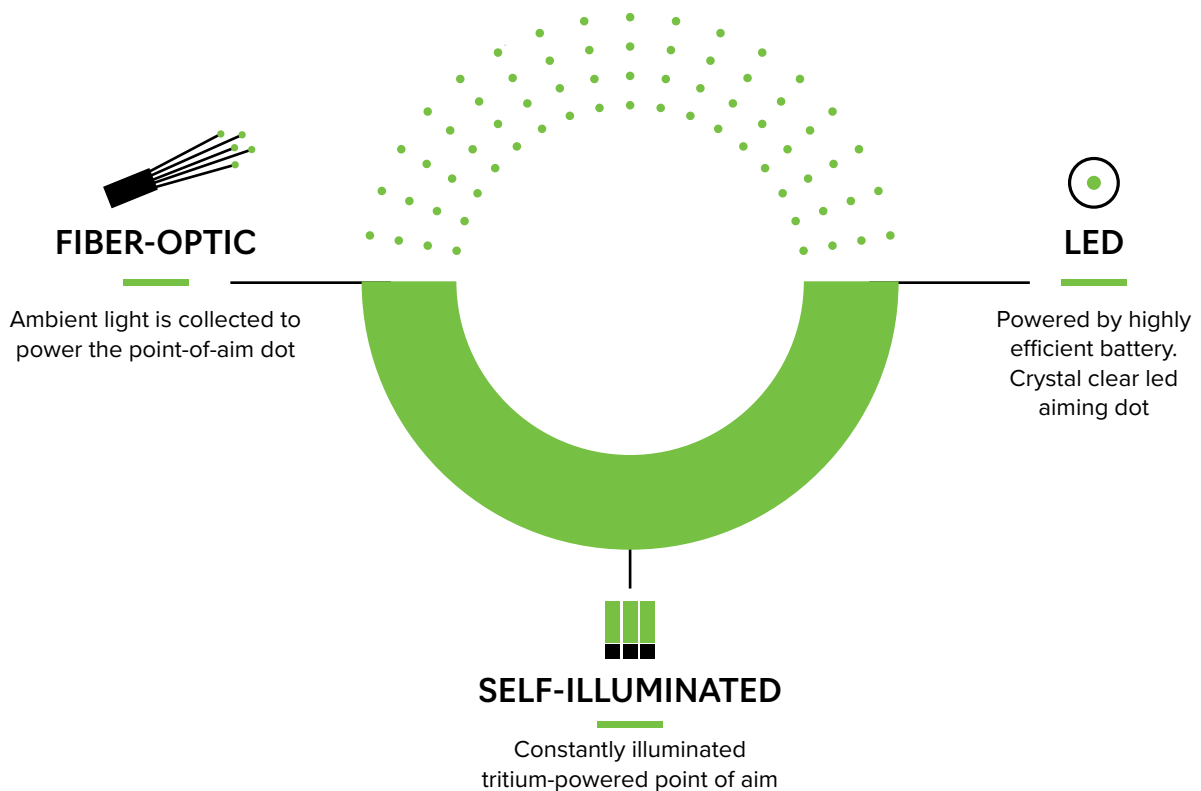 FIBER-OPTIC
Ambient light is collected to
power the point-of-aim dot
LED
Powered by highly
efficient battery.
Crystal clear led
aiming dot
SELF-ILLUMINATED
Constantly illuminated
tritium-powered point of aim